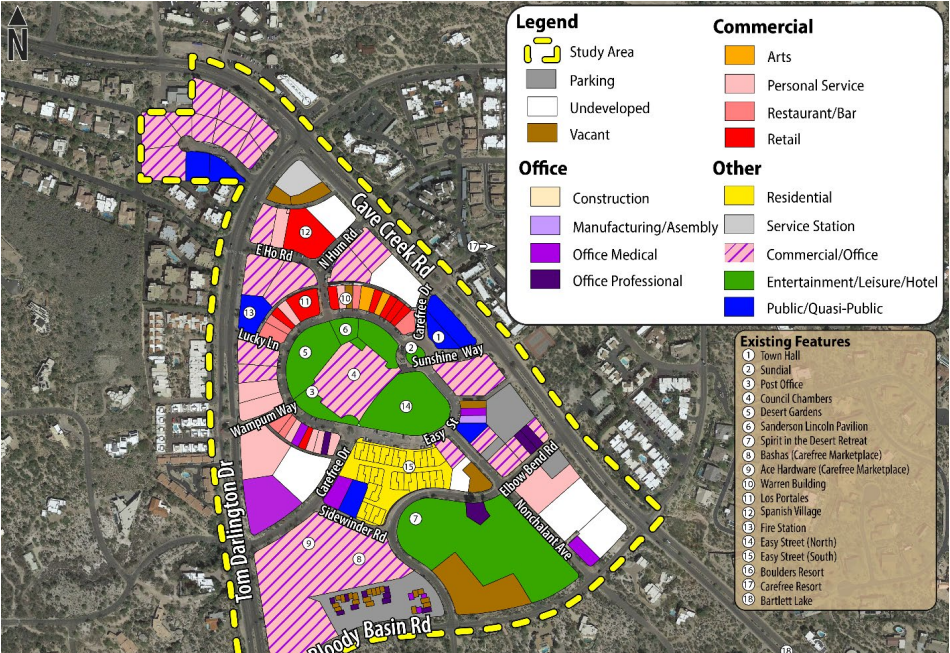 N
Legend
Study Area
Parking
Undeveloped
Vacant
Office
Construction
Manufacturing/Asembly
Office Medical
Office Professional
Commercial
Arts
Personal Service
Restaurant/Bar
Retail
Other
Residential
Service Station
Commercial/Office
Entertainment/Leisure/Hotel
Public/Quasi-Public
Existing Features
1 Town Hall
2 Sundial
3 Post Office
4 Council Chambers
5 Desert Gardens
6 Sanderson Lincoln Pavilion
7 Spirit in the Desert Retreat
8 Bashas (Carefree Marketplace)
9 Ace Hardware (Carefree Marketplace)
10 Warren Building
11 Los Portales
12 Spanish Village
13 Fire Station
14 Easy Street (North)
15 Easy Street (South)
16 Boulders Resort
17 Carefree Resort
18 Bartlett Lake
Cave Creek Rd
12
E Ho Rd
N Hum Rd
17
13
11
10
Carefree Dr
Lucky Ln
6
5
2
1
Sunshine Way
4
3
14
Wampum Way
Easy St
15
Carefree Dr
Elbow Bend Rd
Tom Darlington Dr
Sidewinder Rd
7
Nonchalant Ave
9
8
Bloody Basin Rd
18